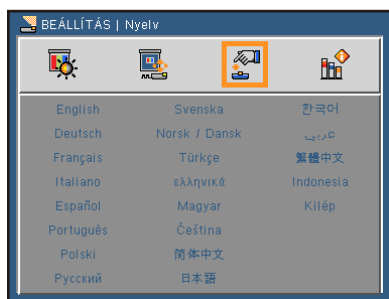 BEÁLLÍTÁS | Nyelv
English Svenska 한국어
Deutsch Norsk / Dansk عربي
Français Türkçe 繁體中文
Italiano ελληνικά Indonesia
Español Magyar Kilép
Português Čeština
Polski 简体中文
Русский 日本語